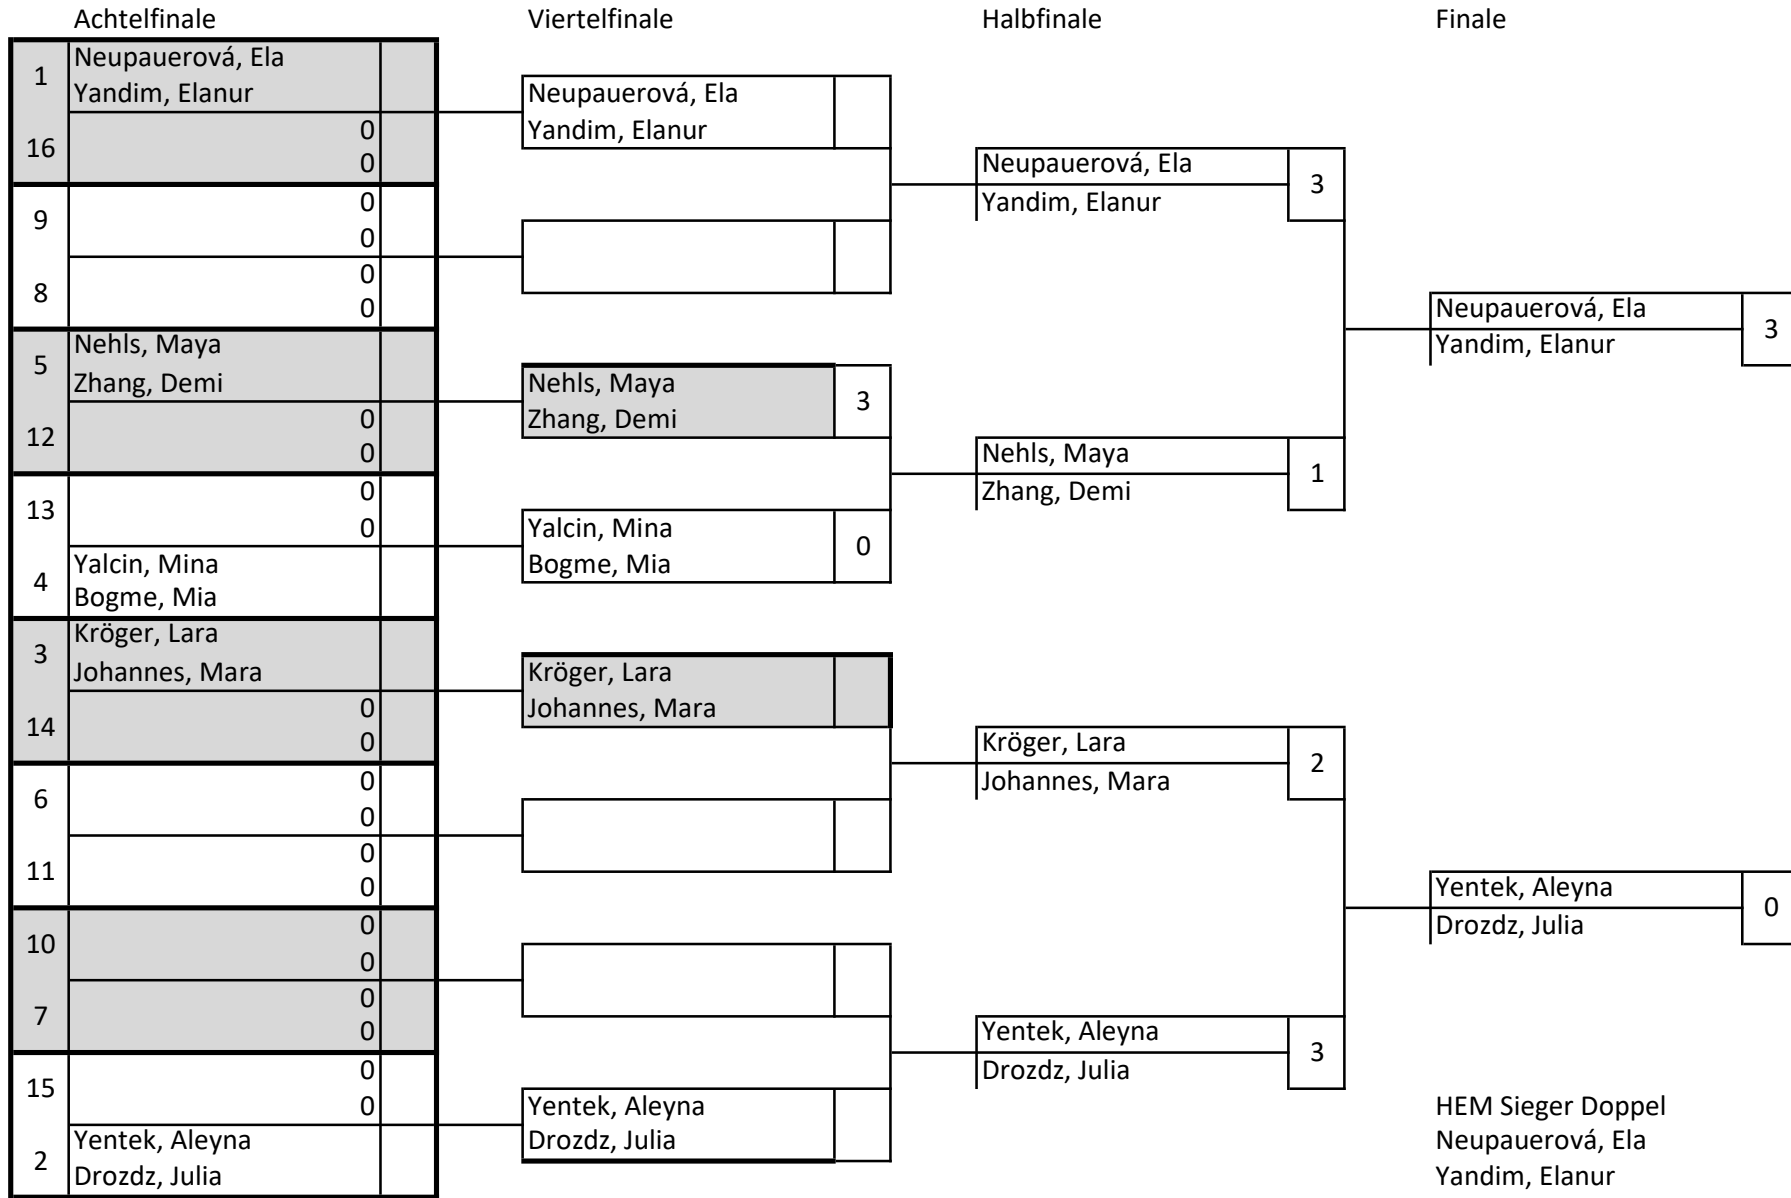 Achtelfinale Viertelfinale Halbfinale Finale
1 Neupauerová, Ela
Yandim, Elanur
16 0
0
9 0
0
8 0
0
5 Nehls, Maya
Zhang, Demi
12 0
0
13 0
0
4 Yalcin, Mina
Bogme, Mia
3 Kröger, Lara
Johannes, Mara
14 0
0
6 0
0
11 0
0
10 0
0
7 0
0
15 0
0
2 Yentek, Aleyna
Drozdz, Julia
Neupauerová, Ela
Yandim, Elanur
Nehls, Maya 3
Zhang, Demi
Yalcin, Mina 0
Bogme, Mia
Kröger, Lara
Johannes, Mara
Yentek, Aleyna
Drozdz, Julia
Neupauerová, Ela 3
Yandim, Elanur
Nehls, Maya 1
Zhang, Demi
Kröger, Lara 2
Johannes, Mara
Yentek, Aleyna 3
Drozdz, Julia
Neupauerová, Ela 3
Yandim, Elanur
Yentek, Aleyna 0
Drozdz, Julia
HEM Sieger Doppel
Neupauerová, Ela
Yandim, Elanur